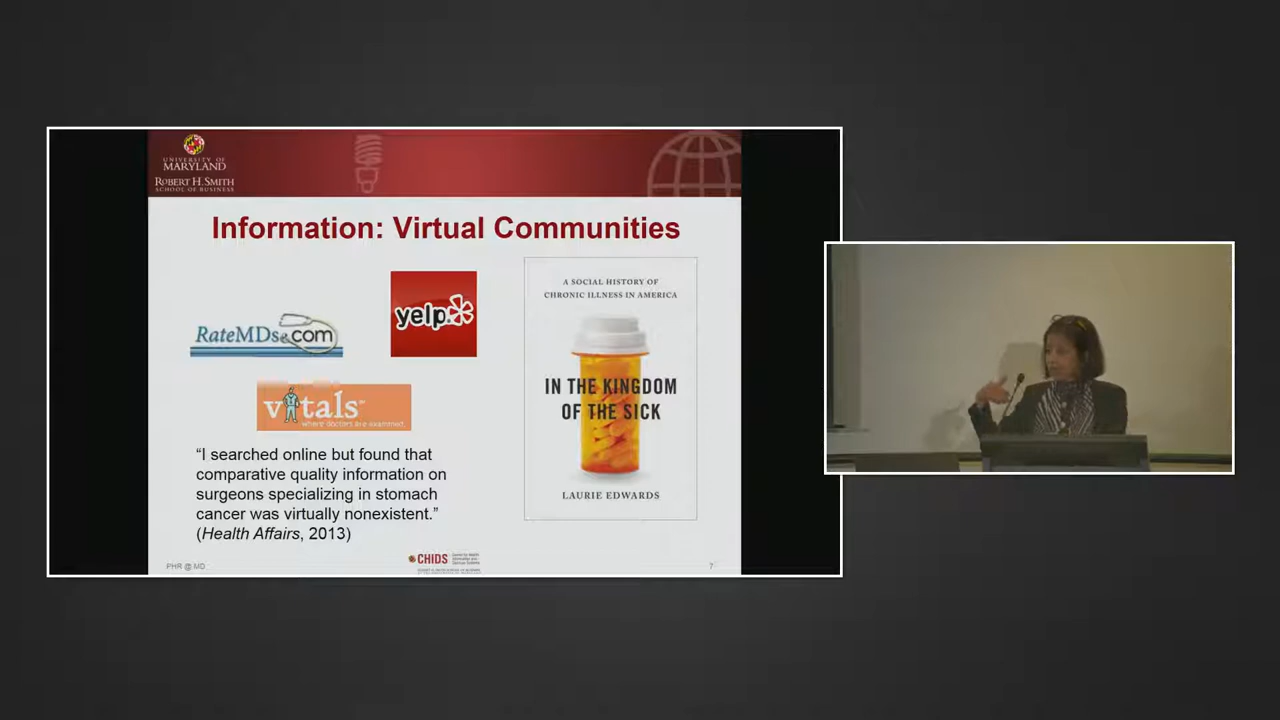 UNIVERSITY OF
MARYLAND
ROBERT H. SMITH
SCHOOL OF BUSINESS
Information: Virtual Communities
RateMDs.com
yelp
vitals
where doctors are examined
“I searched online but found that
comparative quality information on
surgeons specializing in stomach
cancer was virtually nonexistent.”
(Health Affairs, 2013)
A SOCIAL HISTORY OF
CHRONIC ILLNESS IN AMERICA
IN THE KINGDOM
OF THE SICK
LAURIE EDWARDS
PHR @ MD
CHIDS
7